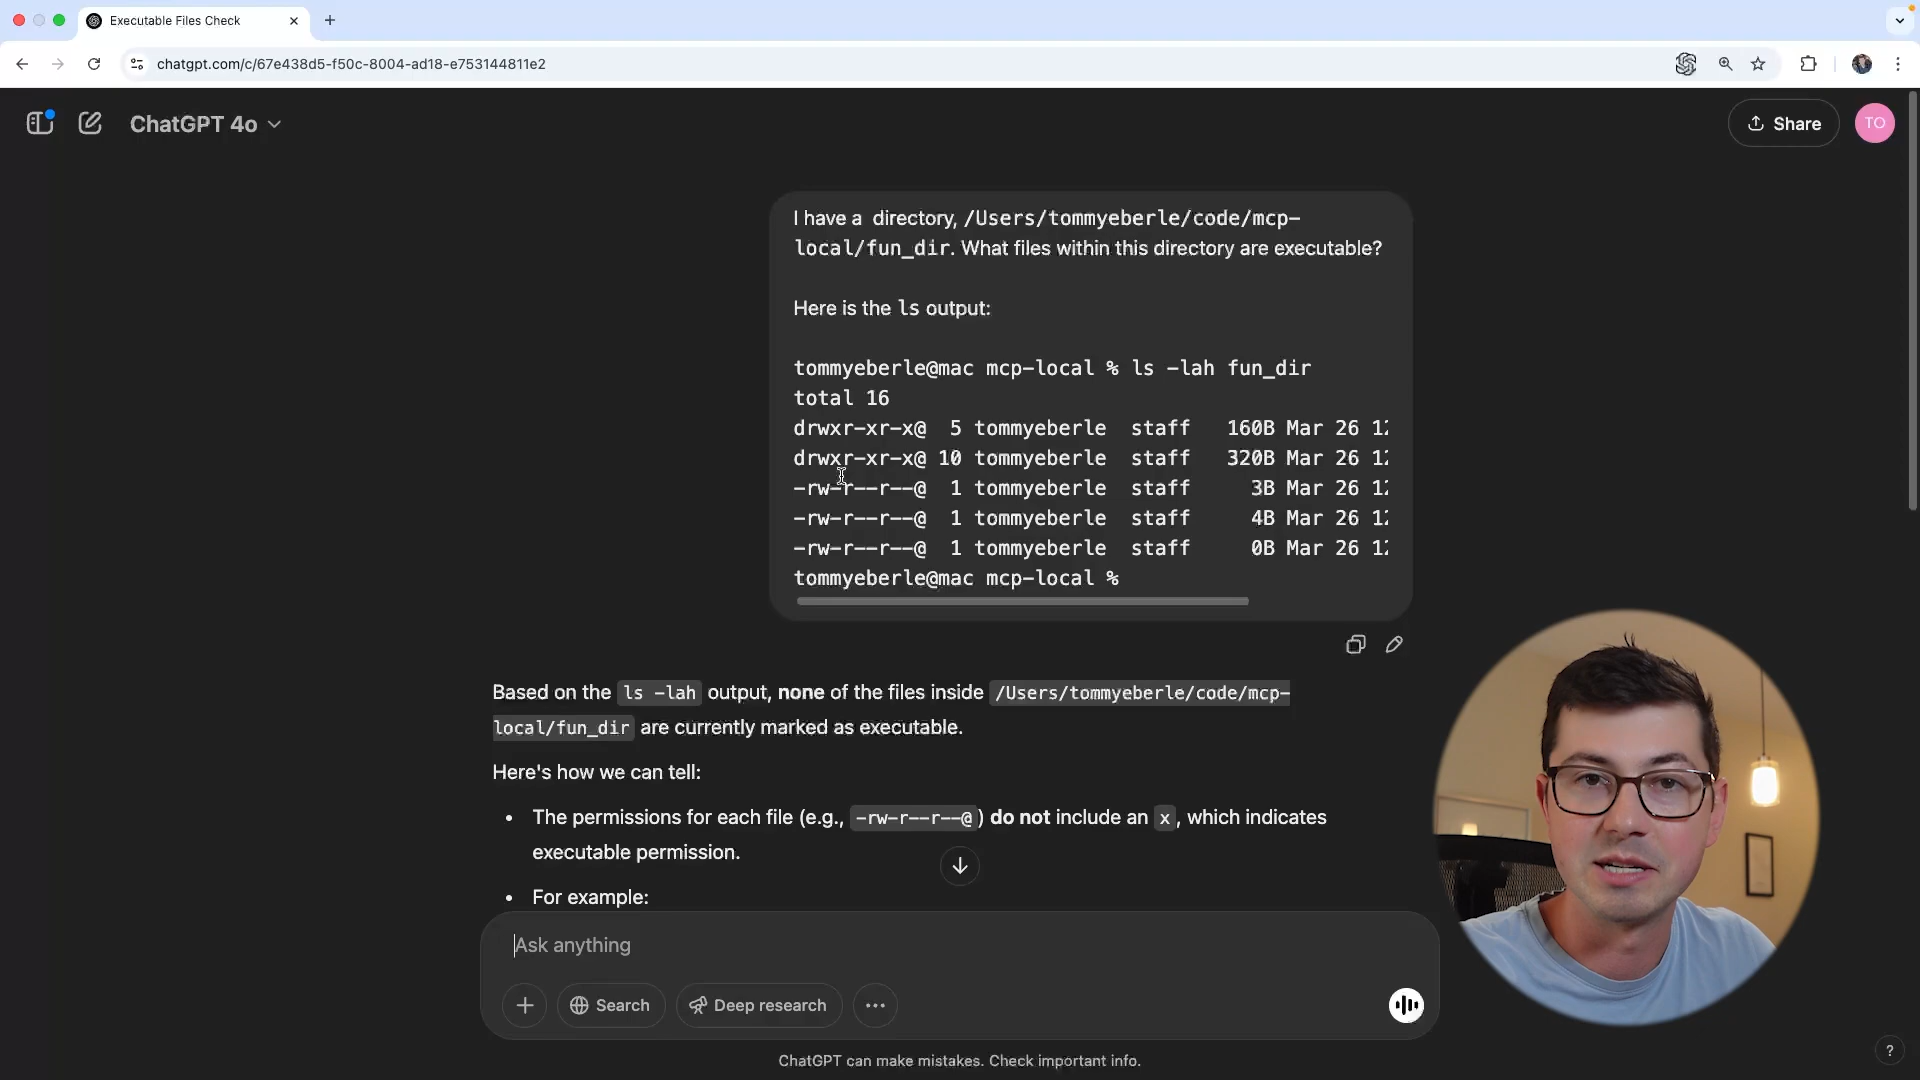 Executable Files Check
chatgpt.com/c/67e438d5-f50c-8004-ad18-e753144811e2
ChatGPT 4o
Share
TO
I have a directory, /Users/tommyeberle/code/mcp-
local/fun_dir. What files within this directory are executable?
Here is the ls output:
tommyeberle@mac mcp-local % ls -lah fun_dir
total 16
drwxr-xr-x@  5 tommyeberle  staff   160B Mar 26 12
drwxr-xr-x@ 10 tommyeberle  staff   320B Mar 26 12
-rw-r--r--@  1 tommyeberle  staff     3B Mar 26 12
-rw-r--r--@  1 tommyeberle  staff     4B Mar 26 12
-rw-r--r--@  1 tommyeberle  staff     0B Mar 26 12
tommyeberle@mac mcp-local %
Based on the ls -lah output, none of the files inside /Users/tommyeberle/code/mcp-
local/fun_dir are currently marked as executable.
Here's how we can tell:
• The permissions for each file (e.g., -rw-r--r--@) do not include an x, which indicates
executable permission.
• For example:
Ask anything
Search
Deep research
ChatGPT can make mistakes. Check important info.
?